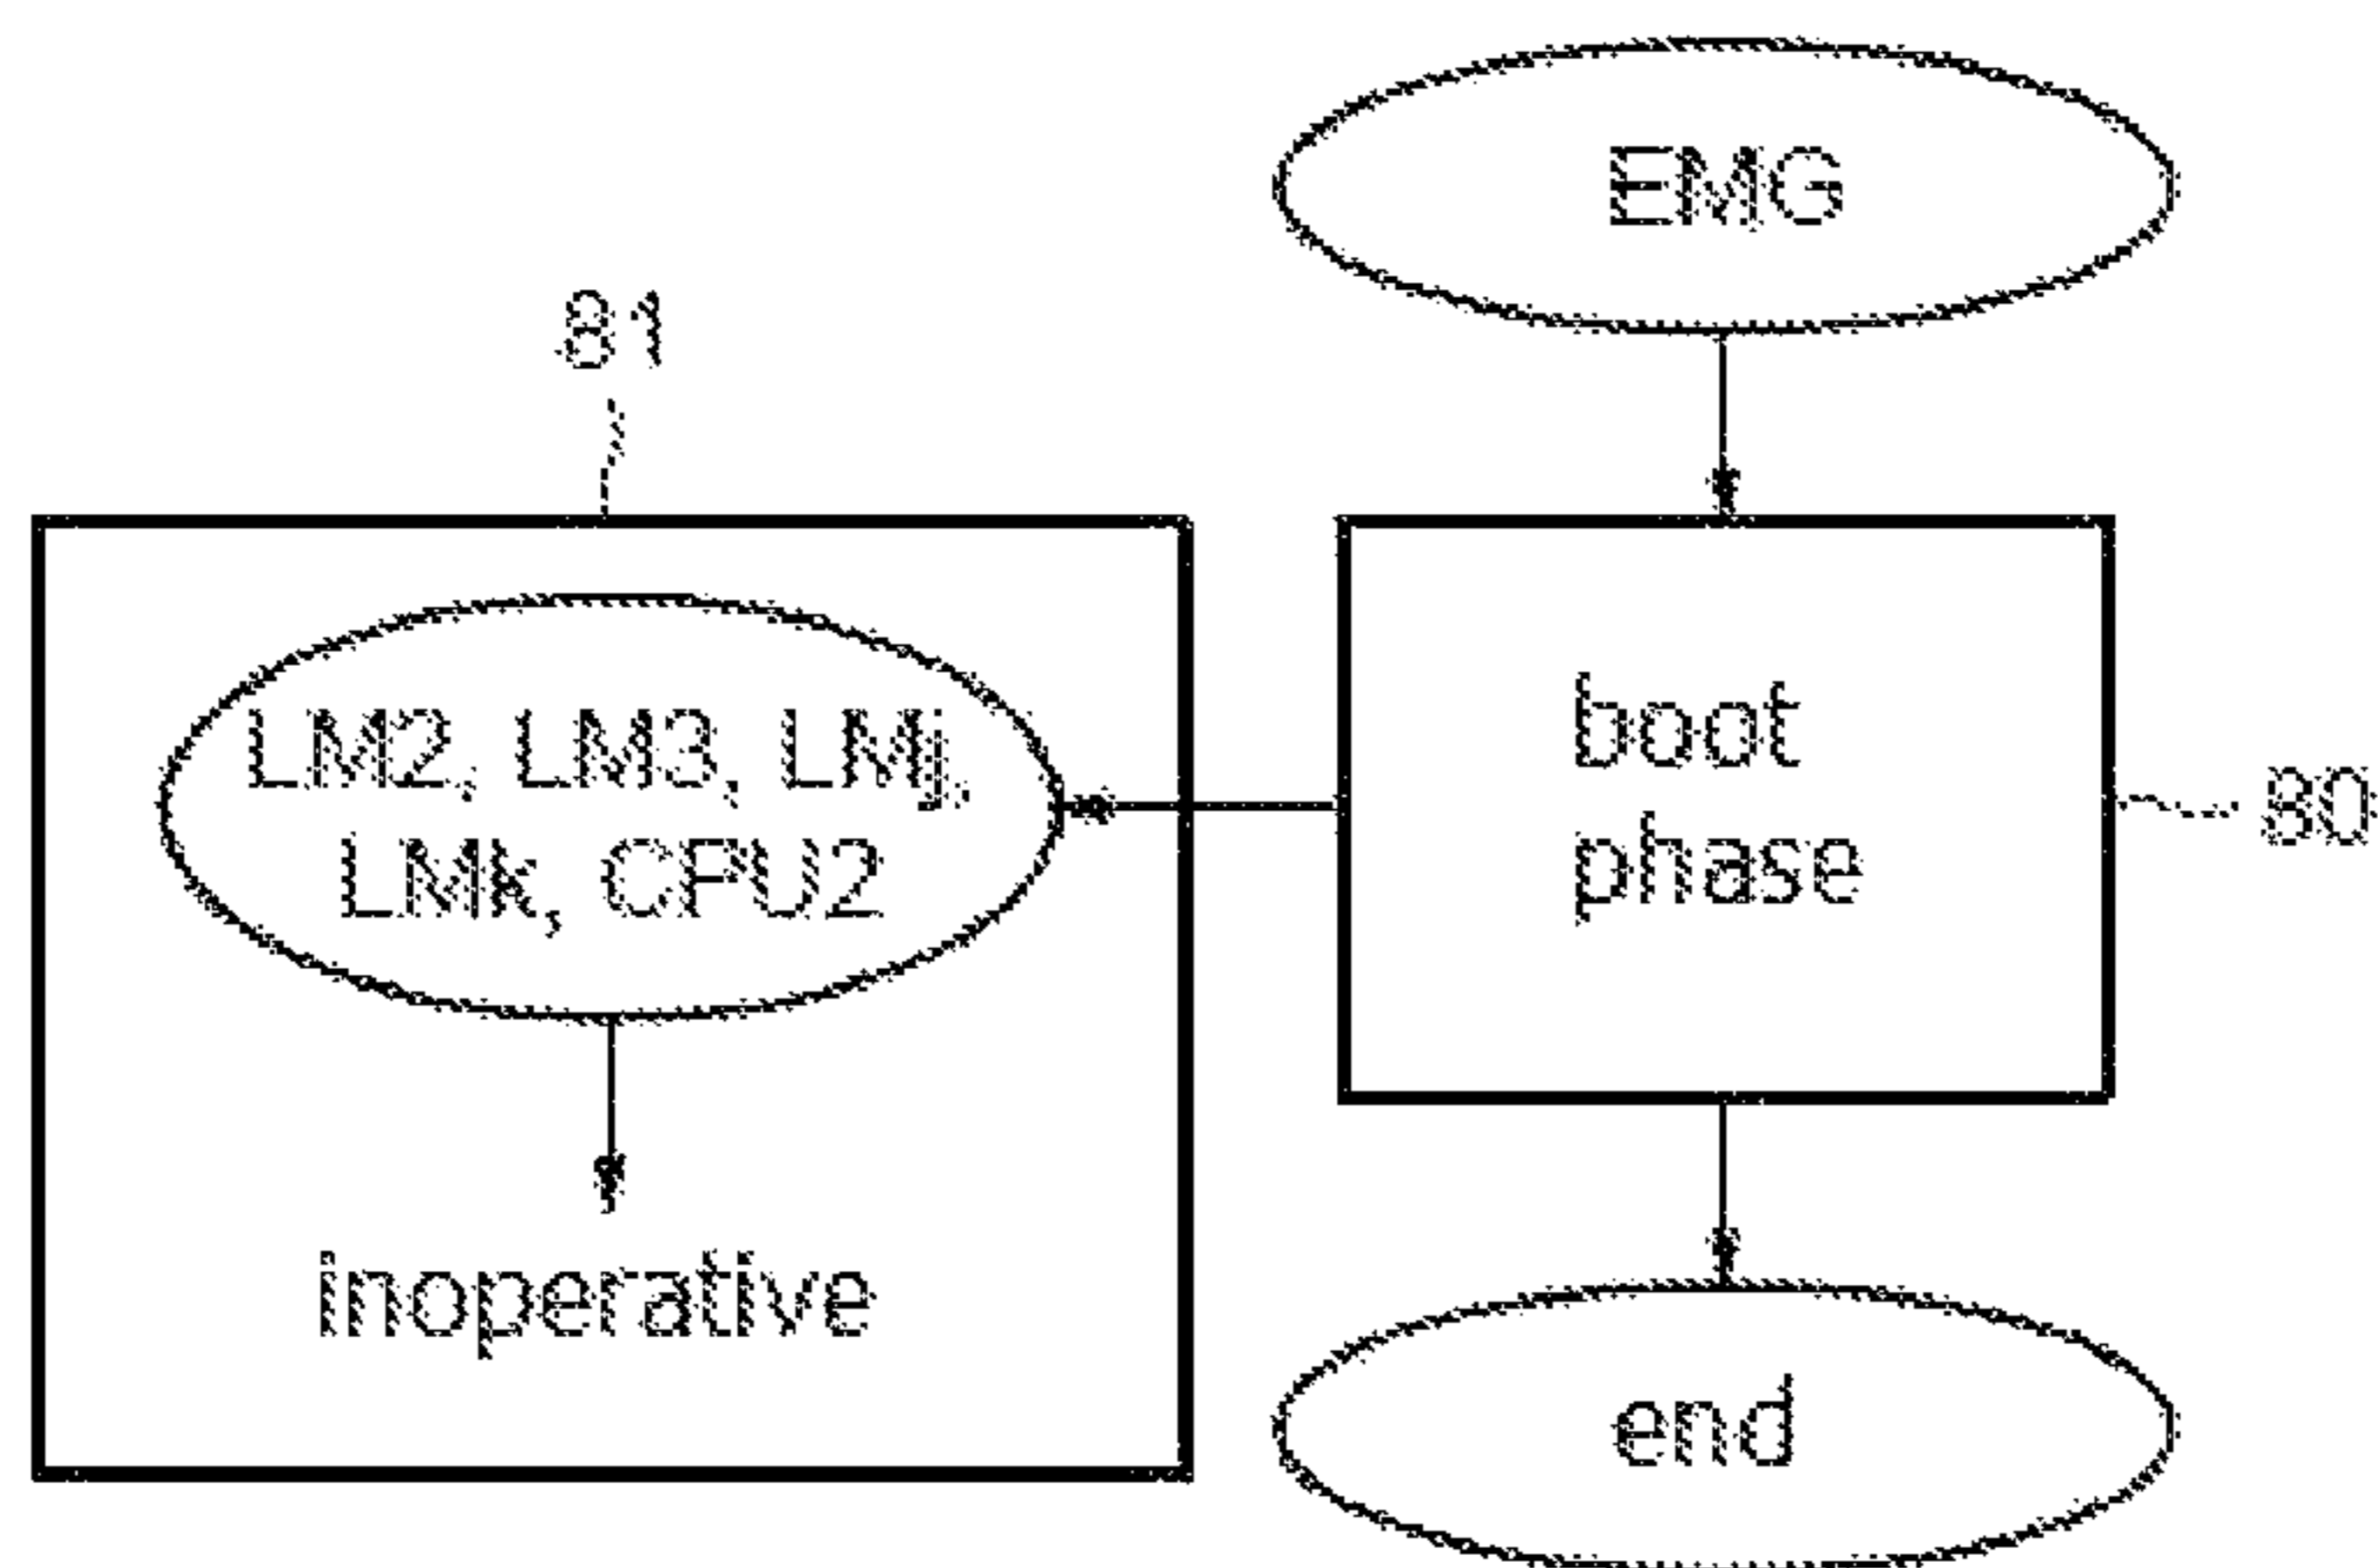 EMG
81
LM2, LM3, LMj,
LMk, CPU2
boot
phase
80
inoperative
end